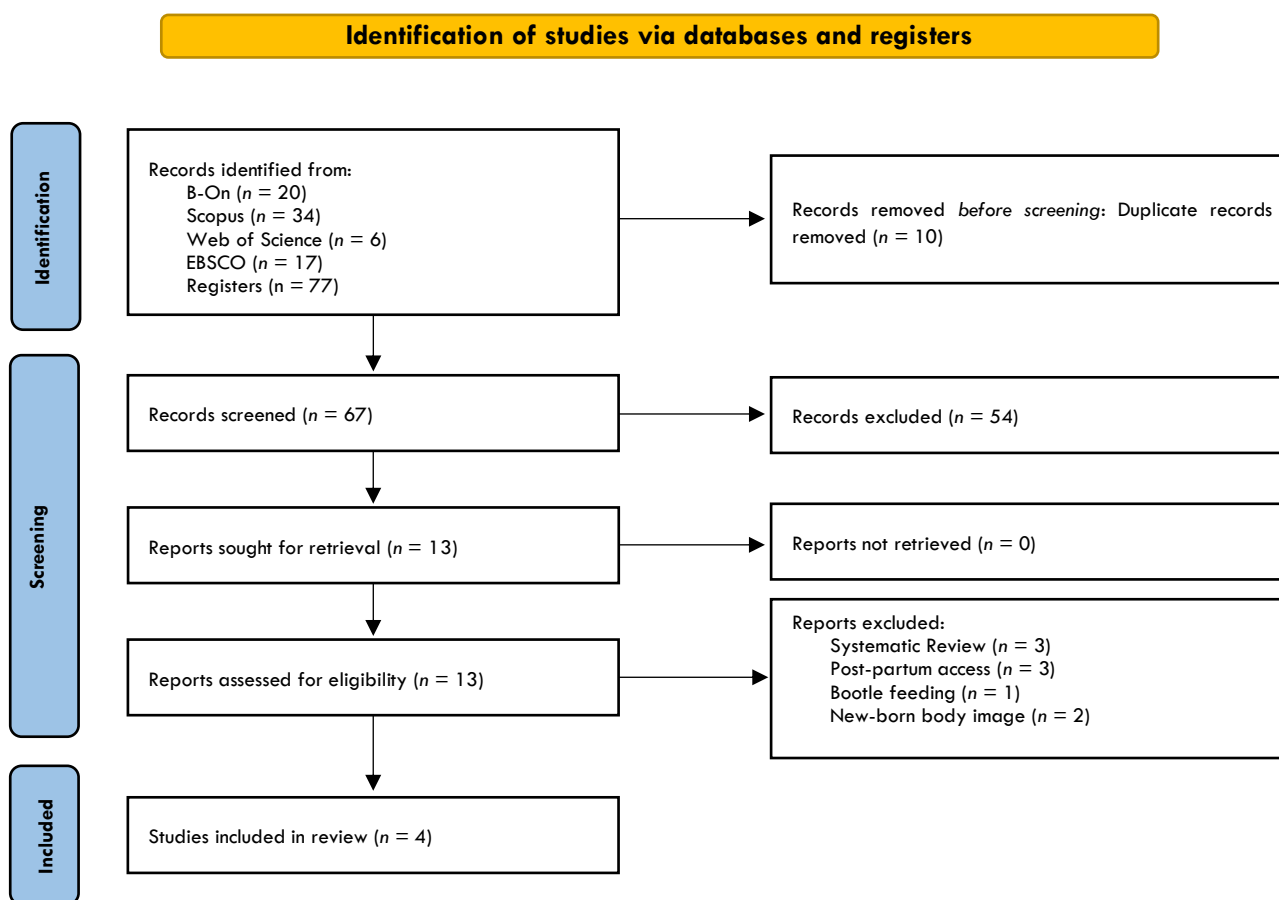 Identification of studies via databases and registers
Identification
Records identified from:
B-On (n = 20)
Scopus (n = 34)
Web of Science (n = 6)
EBSCO (n = 17)
Registers (n = 77)
Records removed before screening: Duplicate records
removed (n = 10)
Screening
Records screened (n = 67)
Records excluded (n = 54)
Reports sought for retrieval (n = 13)
Reports not retrieved (n = 0)
Reports assessed for eligibility (n = 13)
Reports excluded:
Systematic Review (n = 3)
Post-partum access (n = 3)
Bootle feeding (n = 1)
New-born body image (n = 2)
Included
Studies included in review (n = 4)